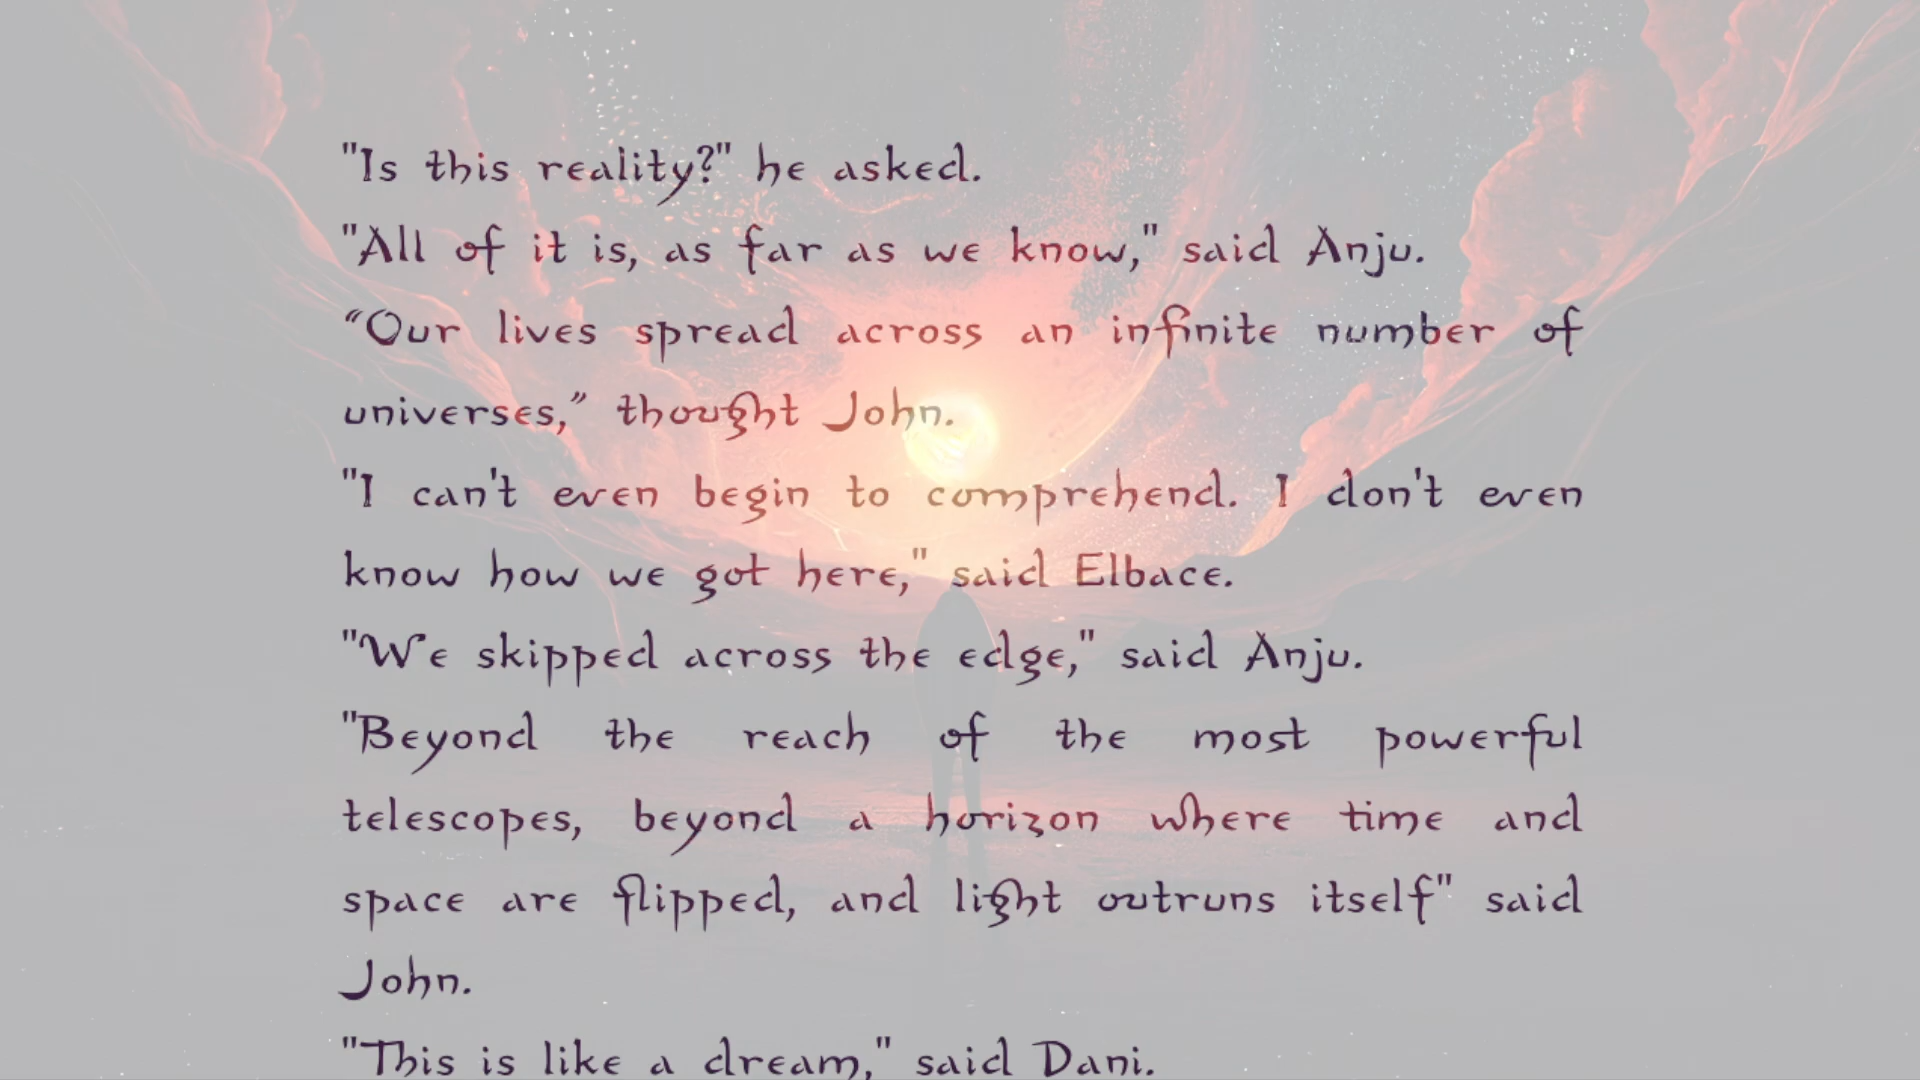 "Is this reality?" he asked.
"All of it is, as far as we know," said Anju.
“Our lives spread across an infinite number of
universes,” thought John.
"I can't even begin to comprehend. I don't even
know how we got here," said Elbace.
"We skipped across the edge," said Anju.
"Beyond the reach of the most powerful
telescopes, beyond a horizon where time and
space are flipped, and light outruns itself" said
John.
"This is like a dream," said Dani.